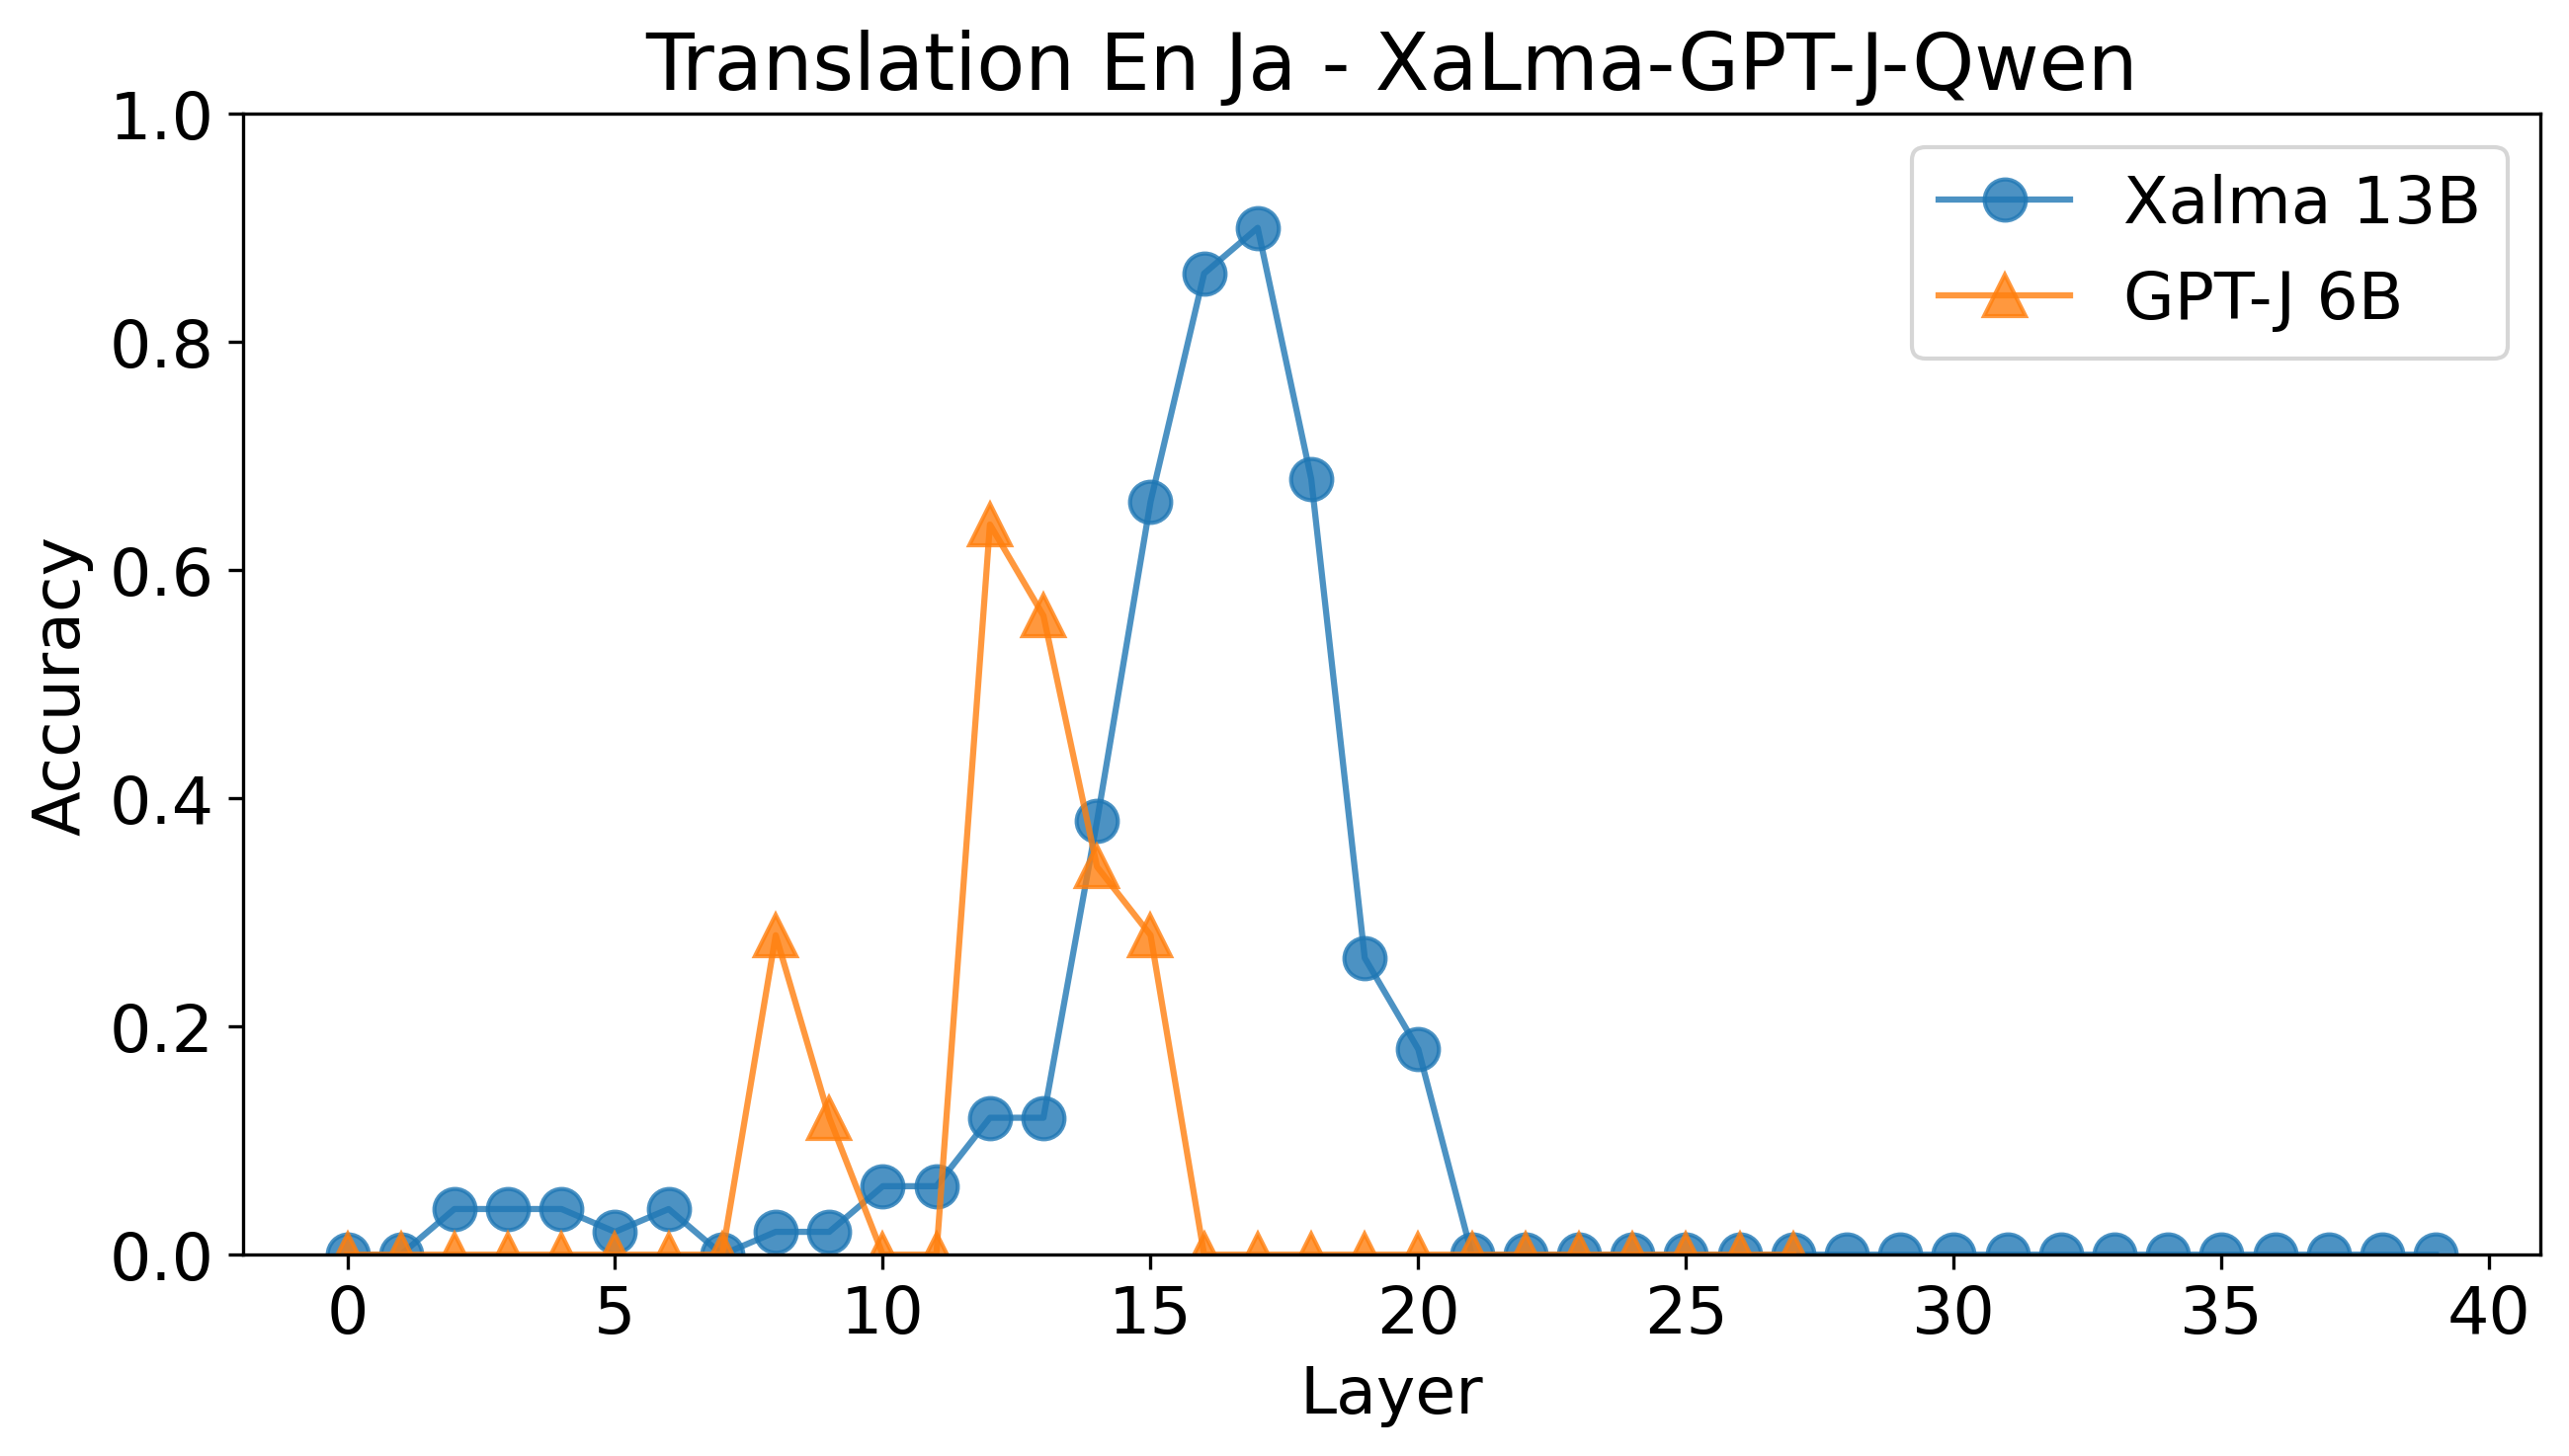 Translation En Ja - XaLma-GPT-J-Qwen
Xalma 13B
GPT-J 6B
Accuracy
1.0
0.8
0.6
0.4
0.2
0.0
0 5 10 15 20 25 30 35 40
Layer